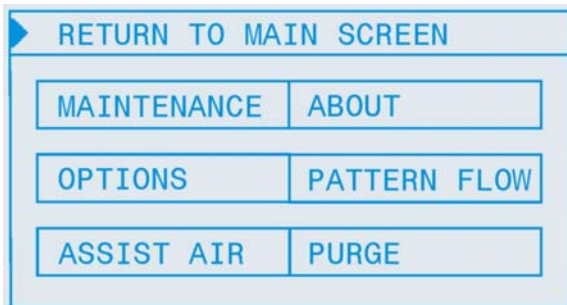 RETURN TO MAIN SCREEN
MAINTENANCE ABOUT
OPTIONS PATTERN FLOW
ASSIST AIR PURGE